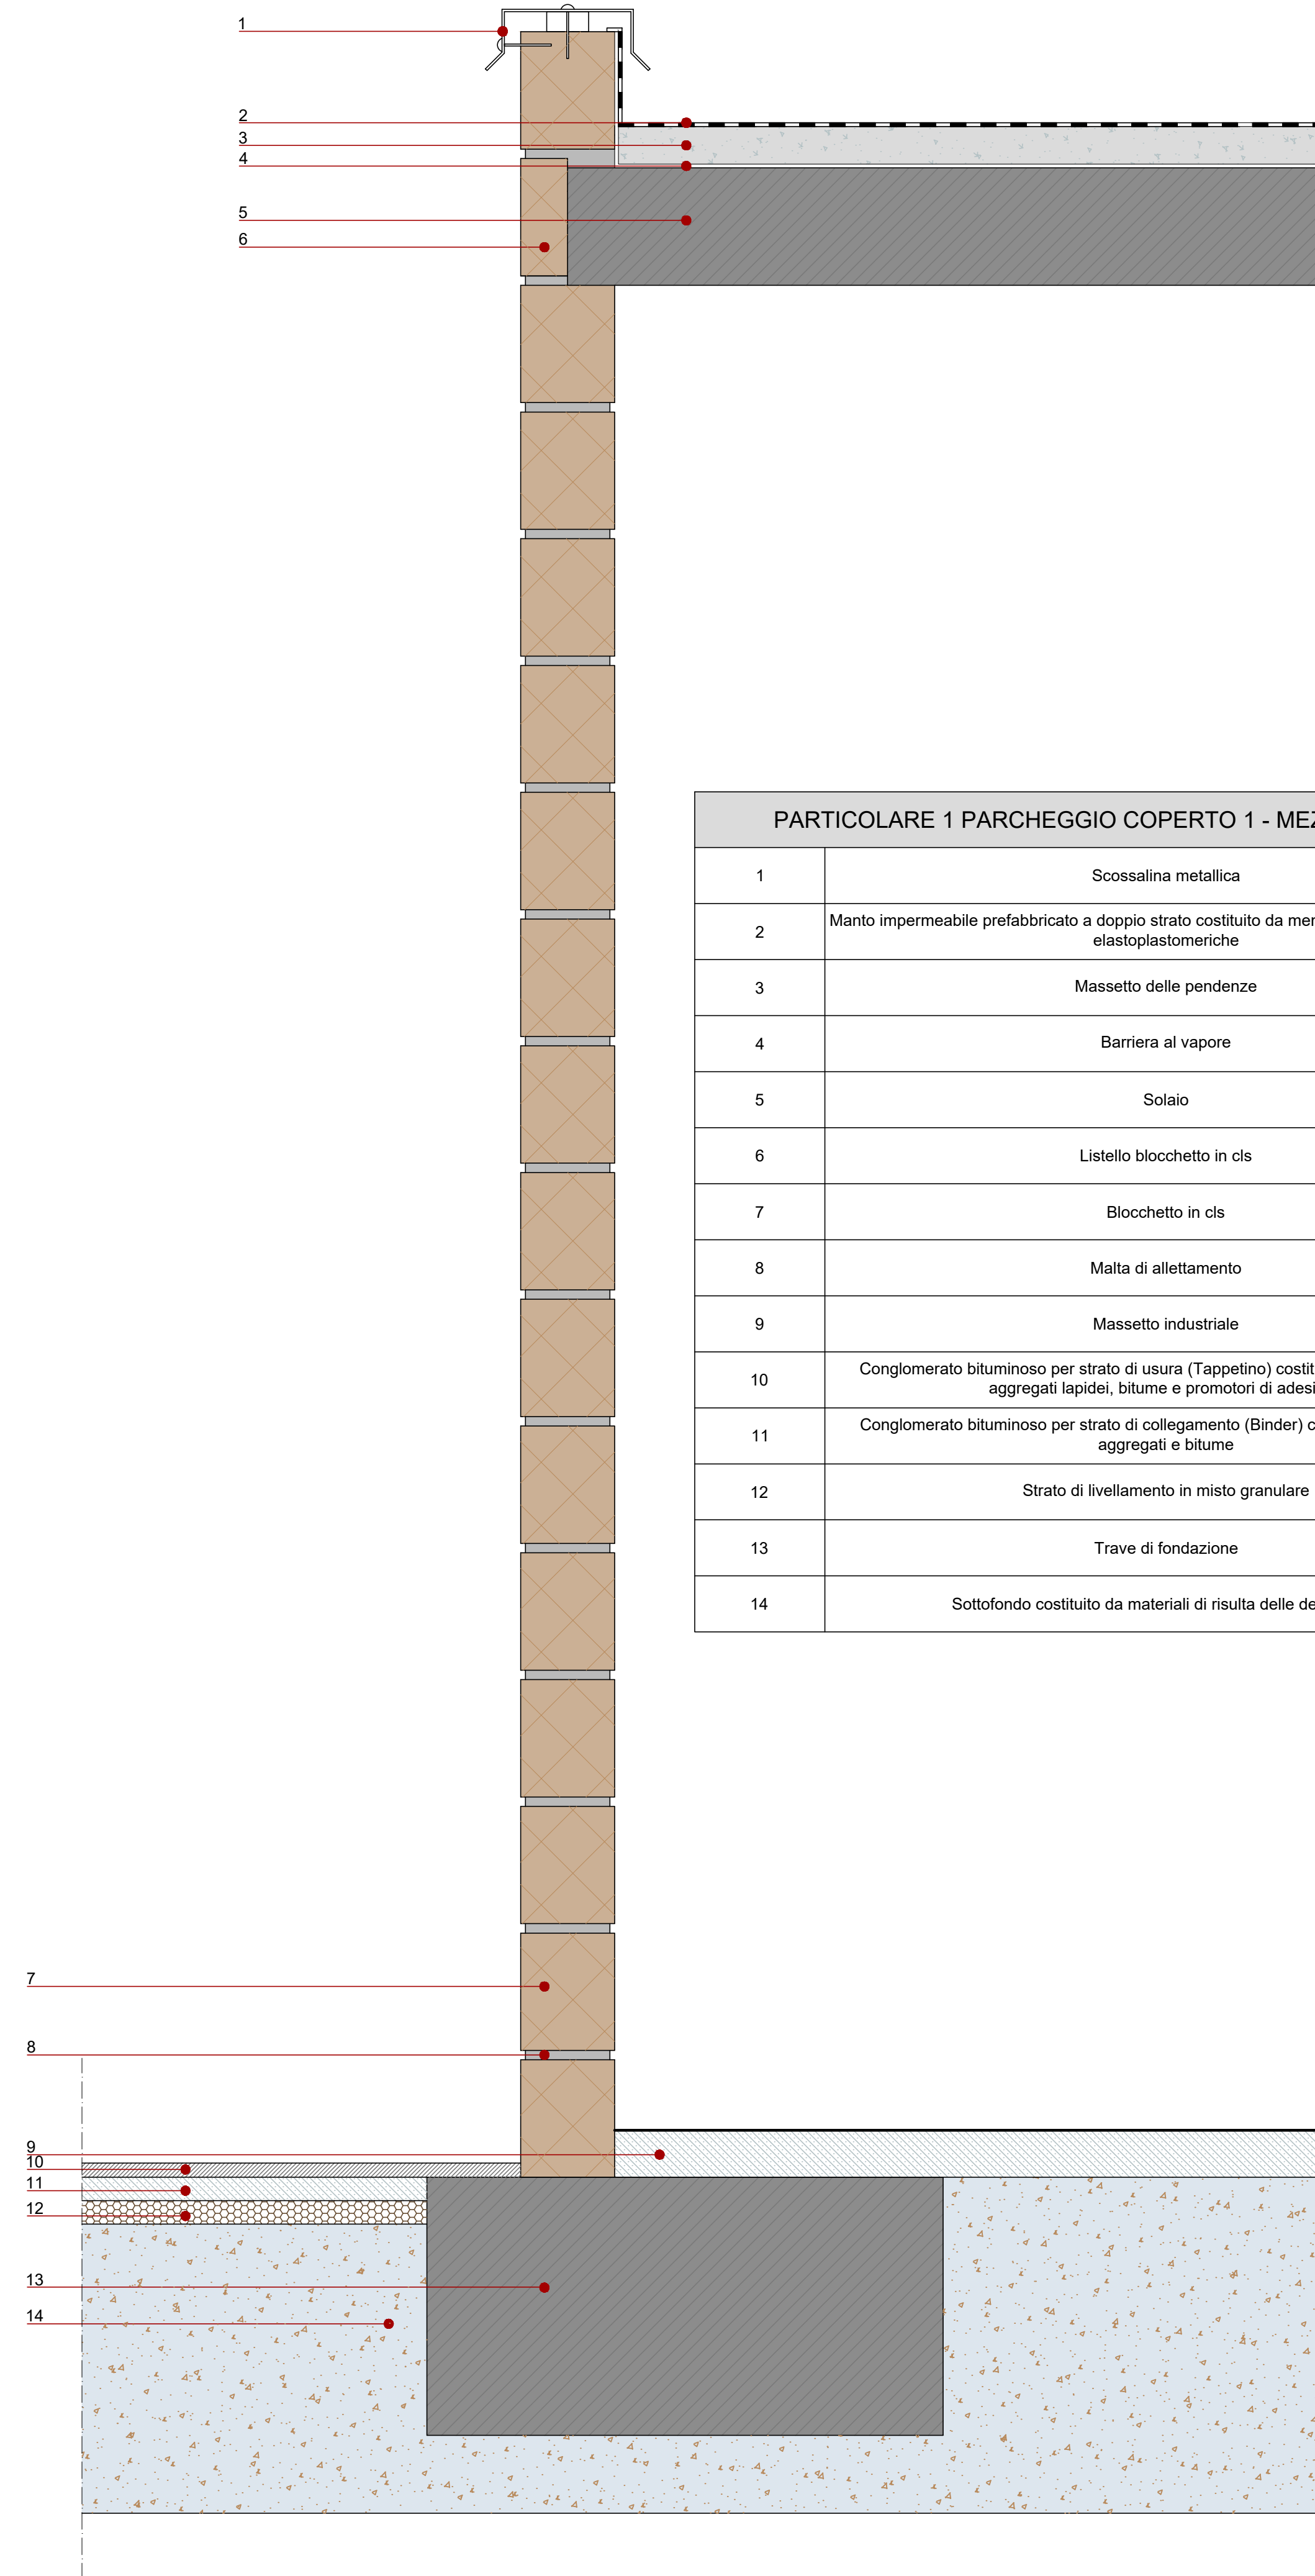 1
2
3
4
5
6
PARTICOLARE 1 PARCHEGGIO COPERTO 1 - MEZ
1 Scossalina metallica
2 Manto impermeabile prefabbricato a doppio strato costituito da
elastoplastomeriche
3 Massetto delle pendenze
4 Barriera al vapore
5 Solaio
6 Listello blocchetto in cls
7 Blocchetto in cls
8 Malta di allettamento
9 Massetto industriale
10 Conglomerato bituminoso per strato di usura (Tappetino) costit
aggregati lapidei, bitume e promotori di adesi
11 Conglomerato bituminoso per strato di collegamento (Binder) c
aggregati e bitume
12 Strato di livellamento in misto granulare
13 Trave di fondazione
14 Sottofondo costituito da materiali di risulta delle de
7
8
9
10
11
12
13
14